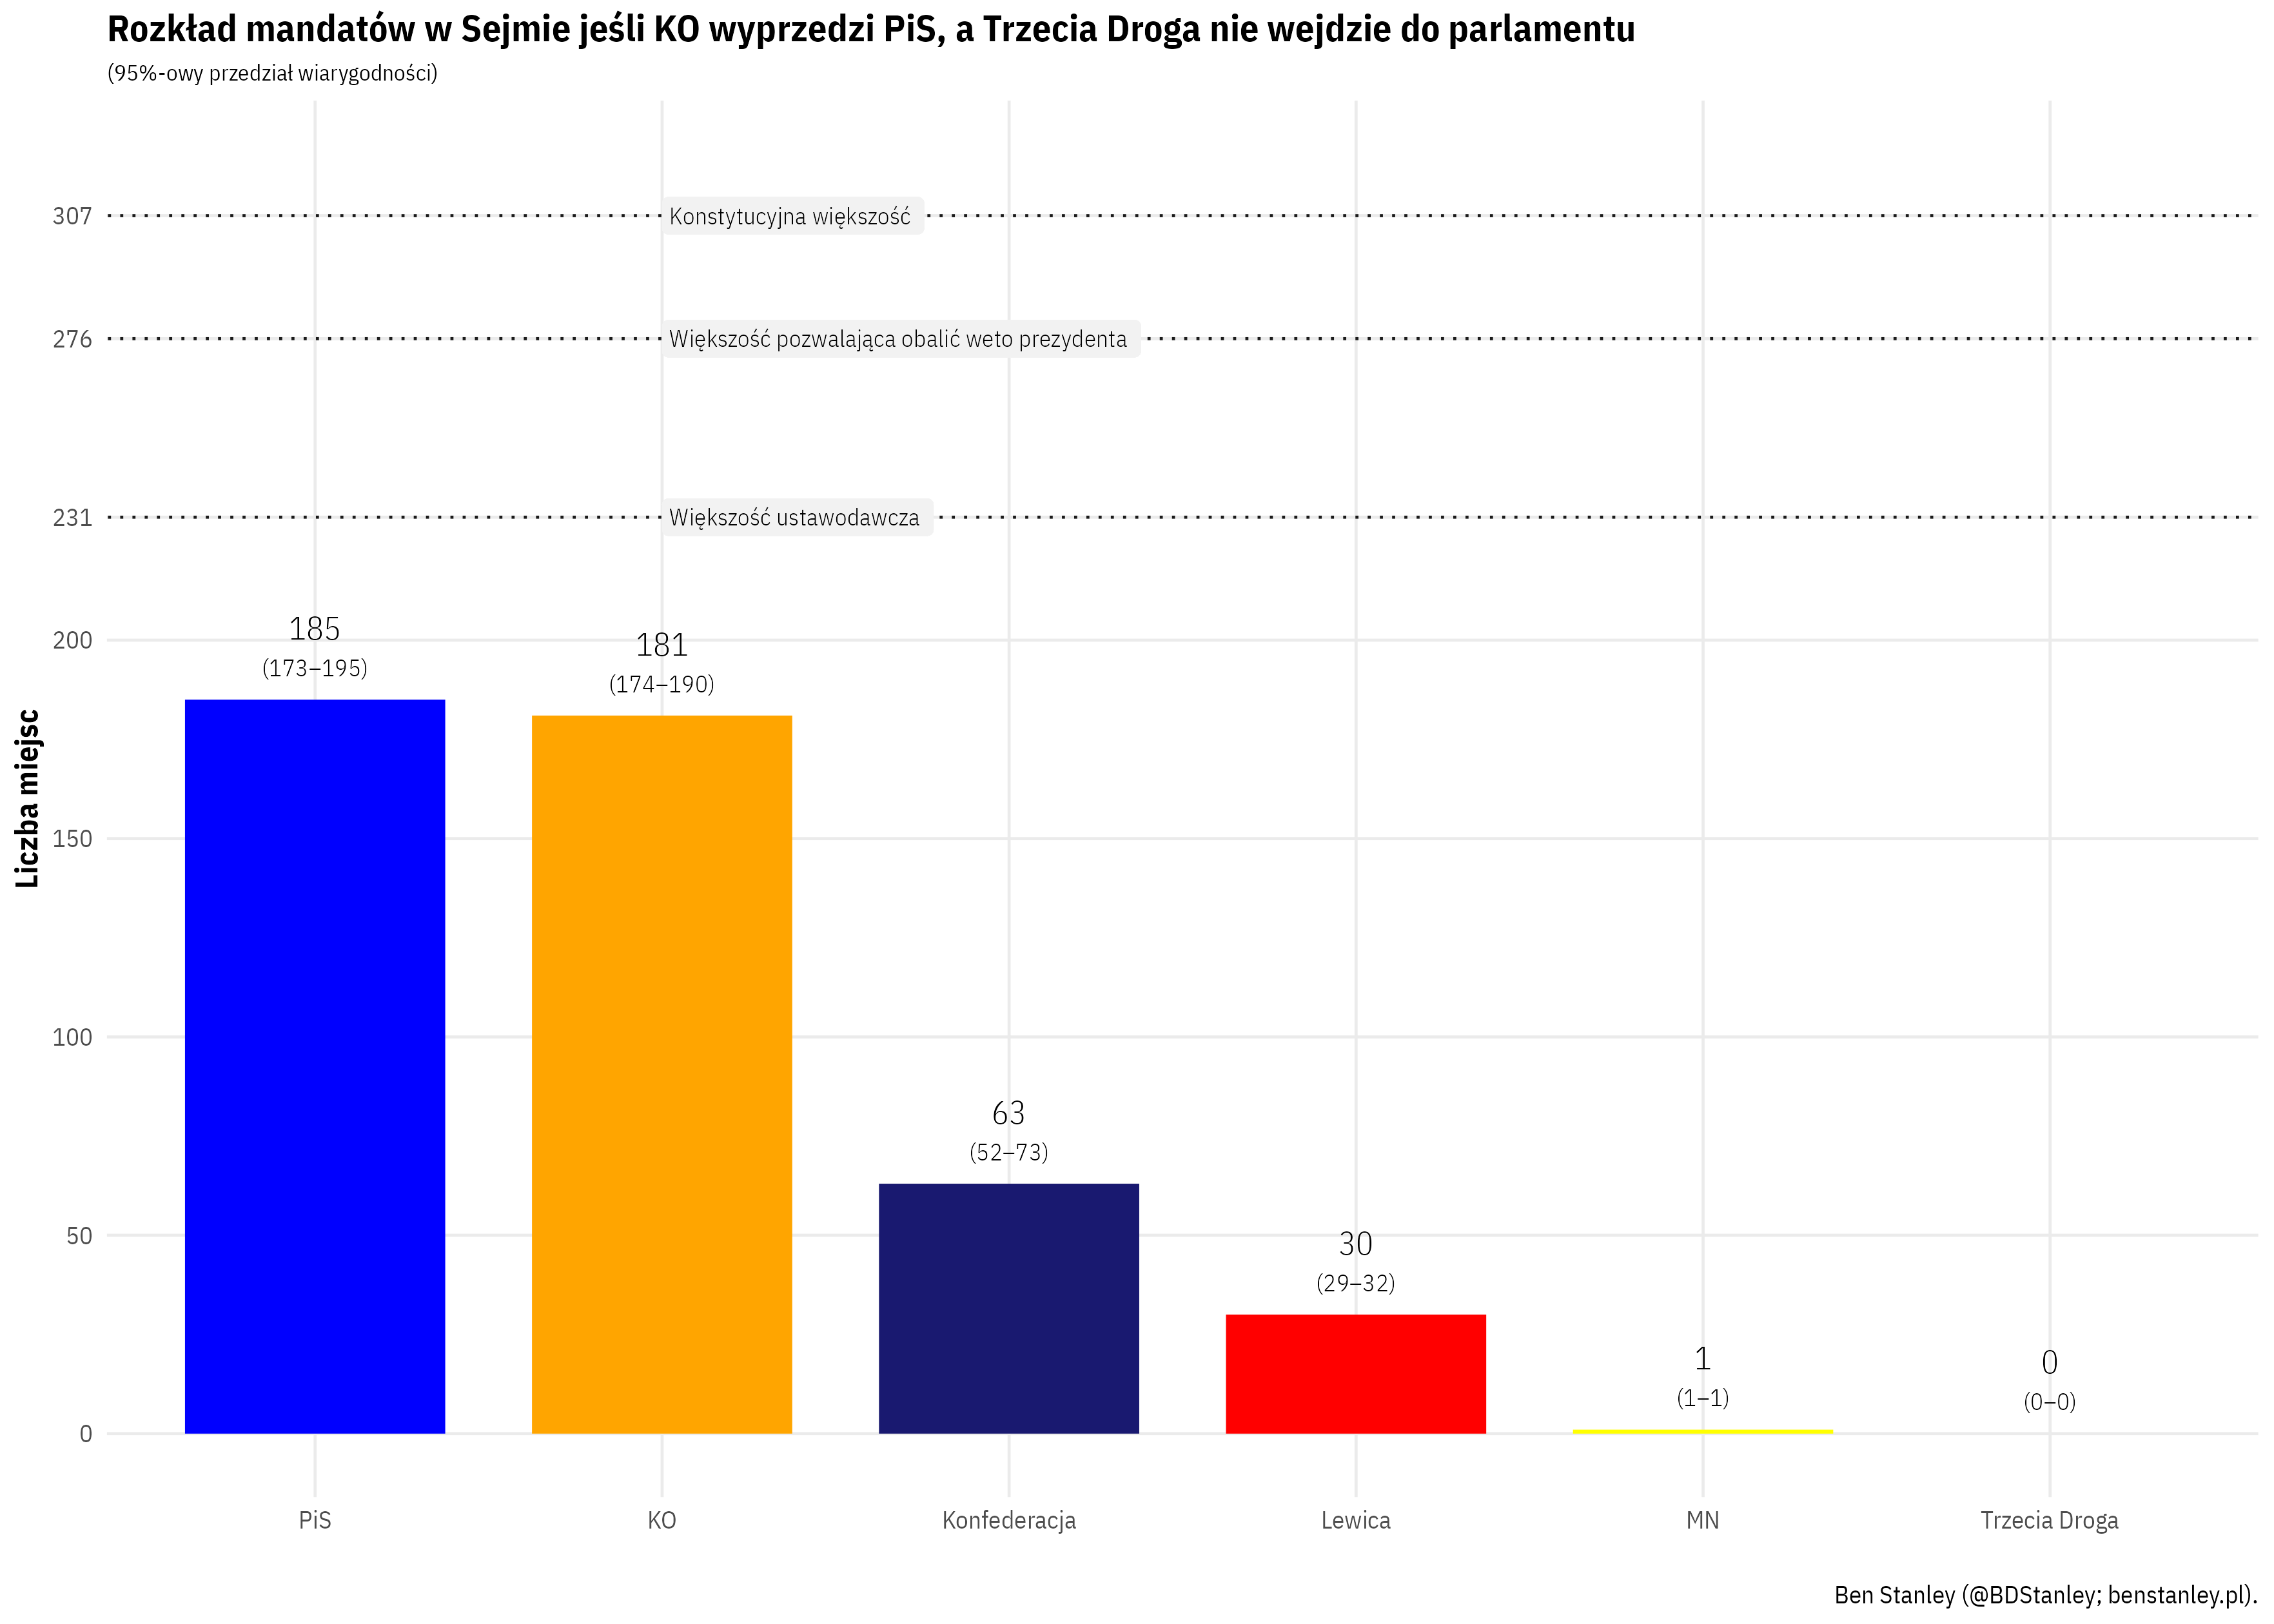 Rozkład mandatów w Sejmie jeśli KO wyprzedzi PiS, a Trzecia Droga nie wejdzie do parlamentu
(95%-owy przedział wiarygodności)
307
Konstytucyjna większość
276
Większość pozwalająca obalić weto prezydenta
231
Większość ustawodawcza
200
150
100
50
0
Liczba miejsc
185
(173–195)
181
(174–190)
63
(52–73)
30
(29–32)
1
(1–1)
0
(0–0)
PiS
KO
Konfederacja
Lewica
MN
Trzecia Droga
Ben Stanley (@BDStanley; benstanley.pl).